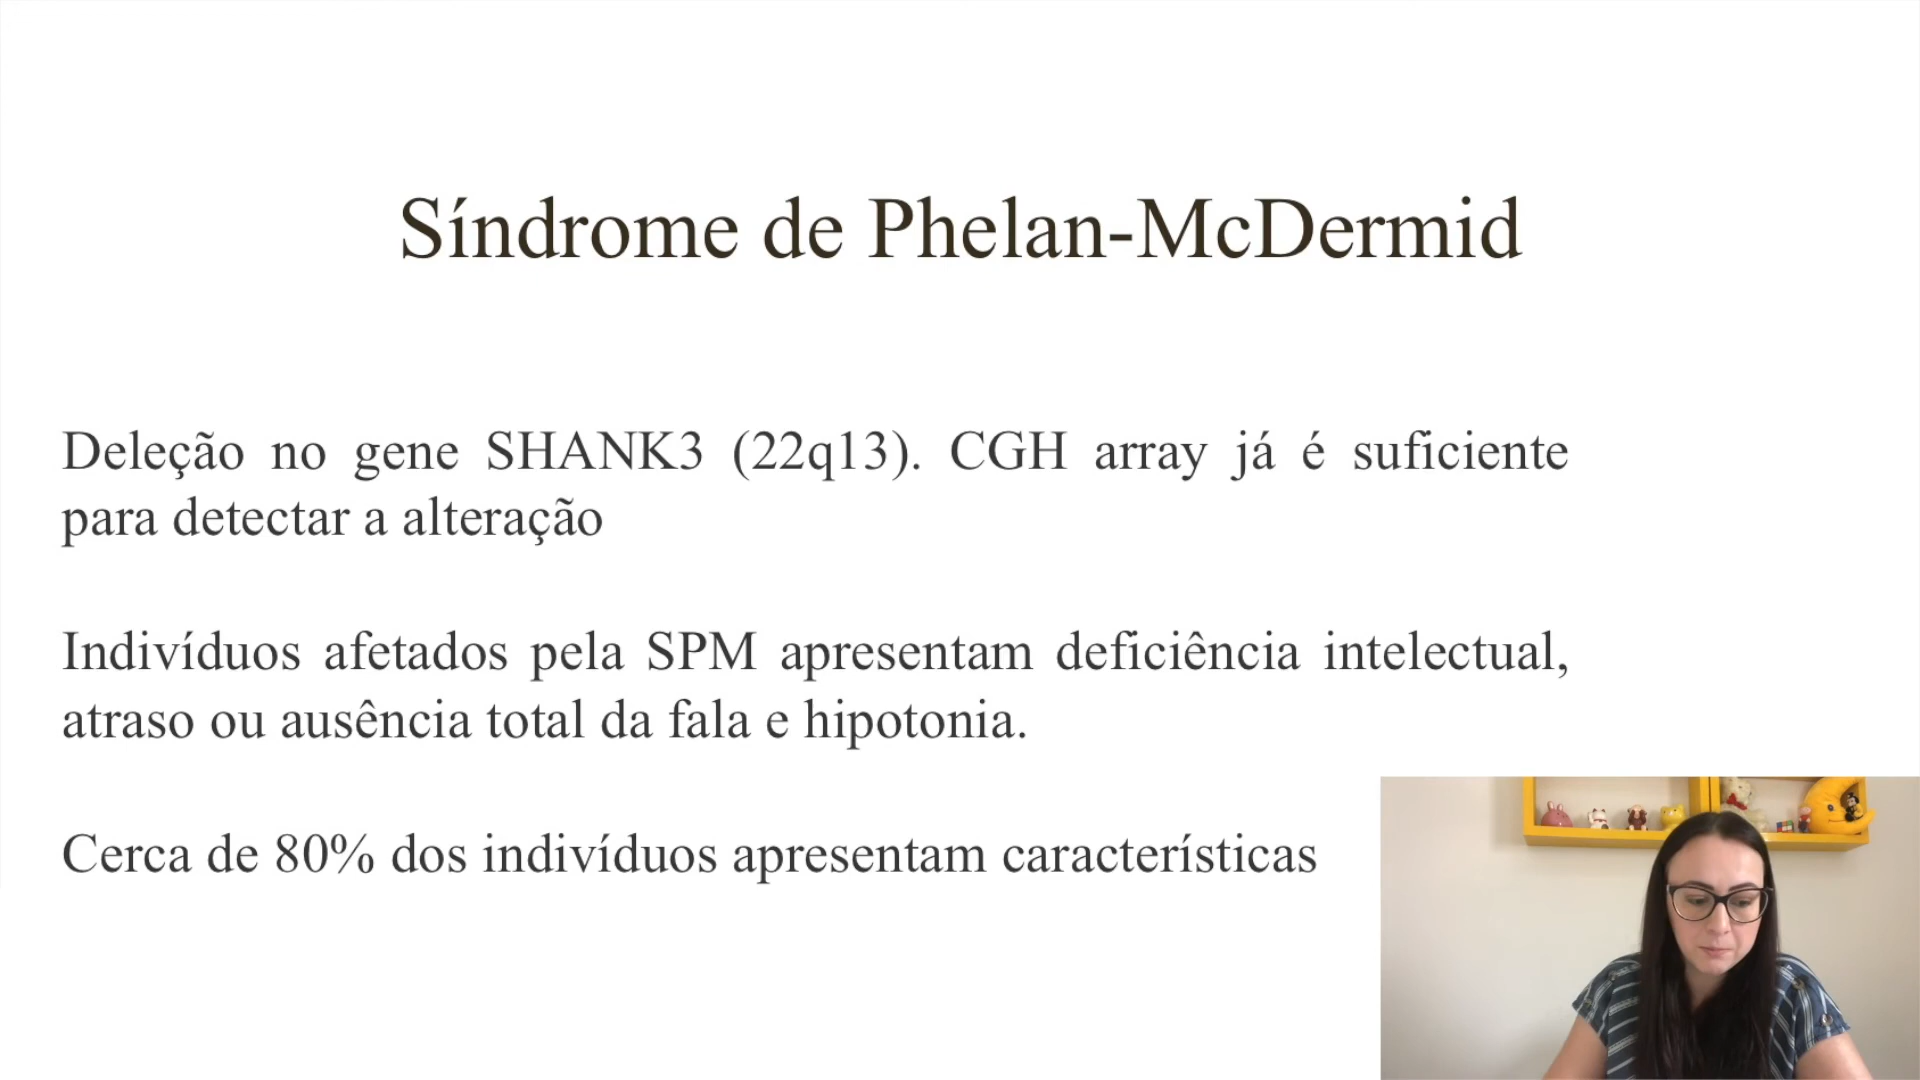 Síndrome de Phelan-McDermid
Deleção no gene SHANK3 (22q13). CGH array já é suficiente
para detectar a alteração
Indivíduos afetados pela SPM apresentam deficiência intelectual,
atraso ou ausência total da fala e hipotonia.
Cerca de 80% dos indivíduos apresentam características